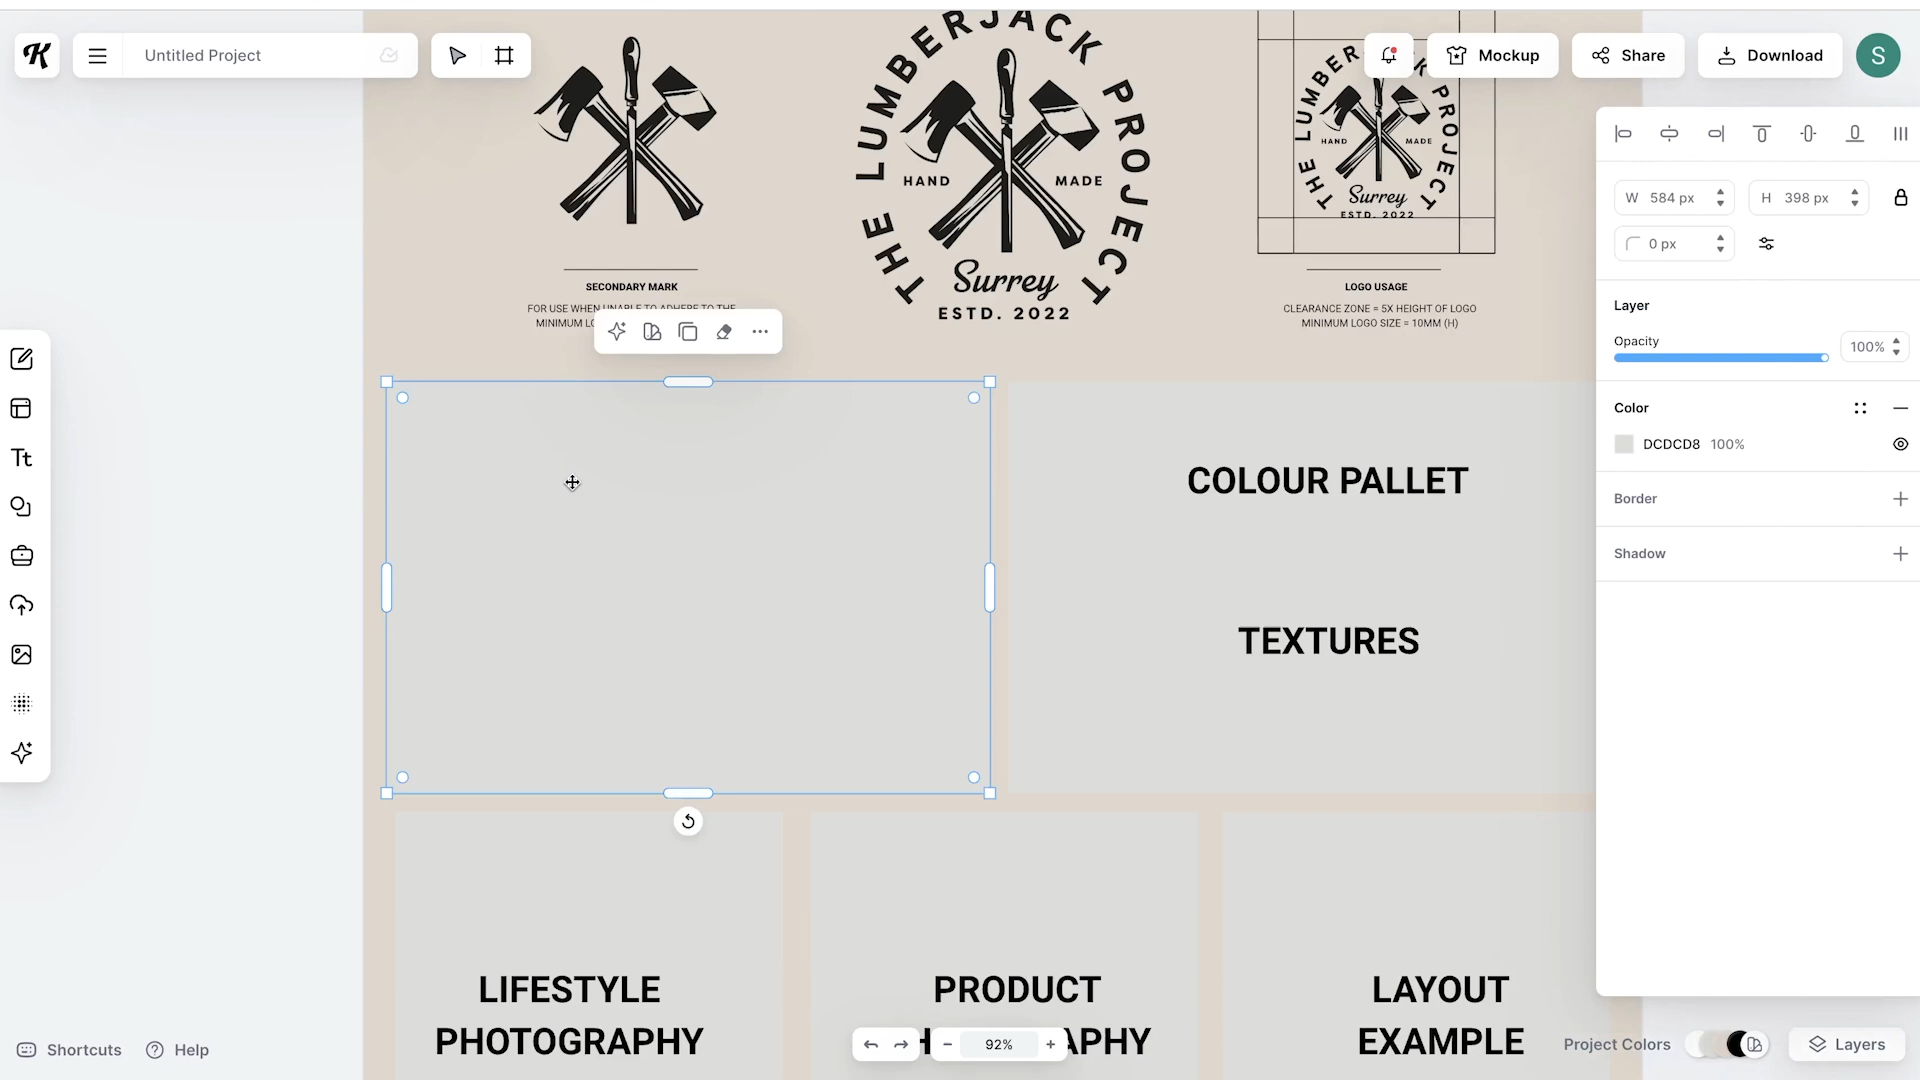 K
Untitled Project
Mockup
Share
Download
S
THE LUMBERJACK PROJECT
HAND
MADE
Surrey
ESTD. 2022
THE LUMBER
K PROJECT
HAND
MADE
Surrey
ESTD. 2022
SECONDARY MARK
FOR USE WHEN UNABLE TO ADHERE TO THE
MINIMUM
LOGO USAGE
CLEARANCE ZONE = 5X HEIGHT OF LOGO
MINIMUM LOGO SIZE = 10MM (H)
W 584 px
H 398 px
0 px
Layer
Opacity
100%
Color
DCDCD8 100%
Border
Shadow
Tt
COLOUR PALLET
TEXTURES
LIFESTYLE
PHOTOGRAPHY
PRODUCT
APHY
LAYOUT
EXAMPLE
Shortcuts
Help
92%
Project Colors
Layers